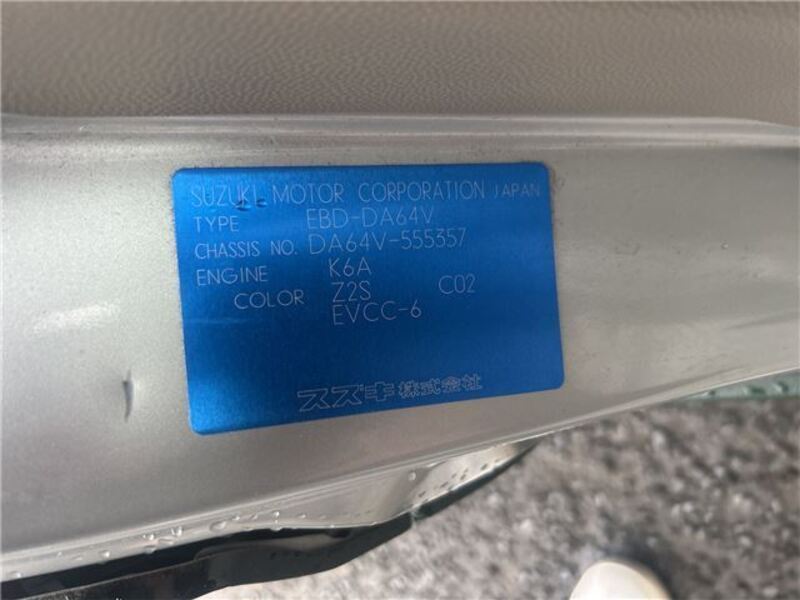 SUZUKI MOTOR CORPORATION JAPAN
TYPE EBD-DA64V
CHASSIS NO. DA64V-555357
ENGINE K6A
COLOR Z2S C02
EVCC-6
スズキ株式会社